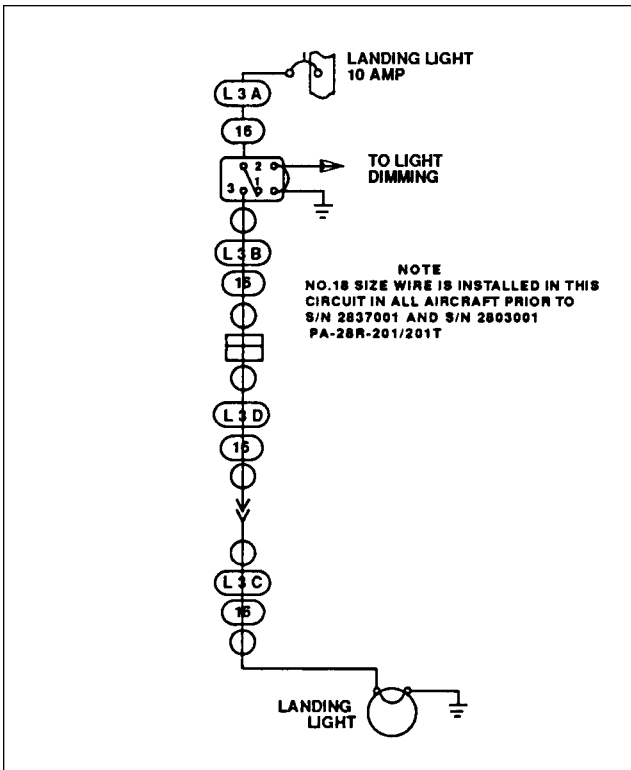 LANDING LIGHT
10 AMP
L 3 A
16
2
1
3
TO LIGHT
DIMMING
L 3 B
16
NOTE
NO.18 SIZE WIRE IS INSTALLED IN THIS
CIRCUIT IN ALL AIRCRAFT PRIOR TO
S/N 2837001 AND S/N 2803001
PA-28R-201/201T
L 3 D
16
L 3 C
16
LANDING
LIGHT